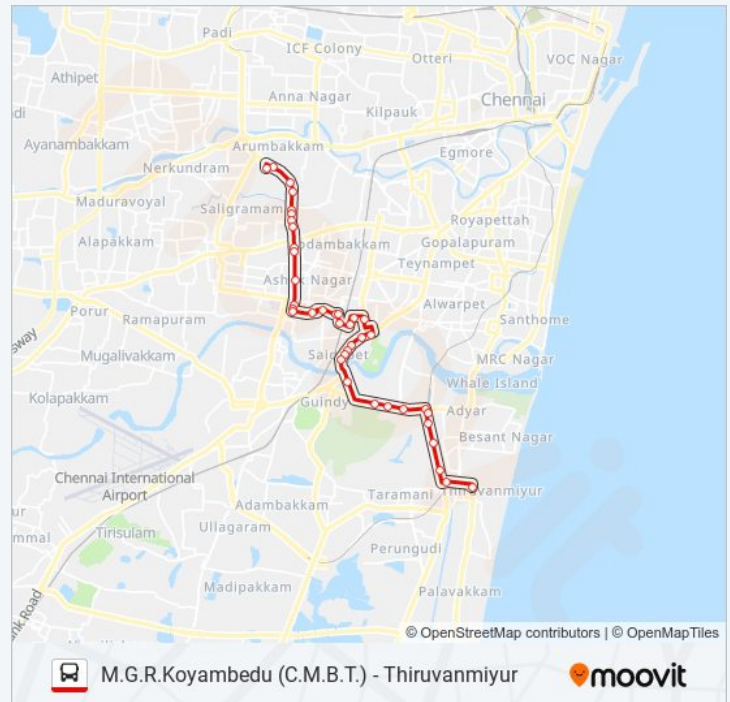 Padi
ICF Colony
Otteri
VOC Nagar
Athipet
Anna Nagar
Kilpauk
Chennai
Ayanambakkam
Arumbakkam
Egmore
Nerkundram
Maduravoyal
Saligramam
Royapettah
Alapakkam
Gopalapuram
Teynampet
Ashok Nagar
Alwarpet
Porur
Ramapuram
Santhome
Mugalivakkam
MRC Nagar
Whale Island
Kolapakkam
Guindy
Adyar
Besant Nagar
Chennai International
Airport
Taramani
Thiruvanmiyur
Adambakkam
Ullagaram
Tirisulam
Perungudi
Madipakkam
Palavakkam
© OpenStreetMap contributors | © OpenMapTiles
M.G.R.Koyambedu (C.M.B.T.) - Thiruvanmiyur
moovit